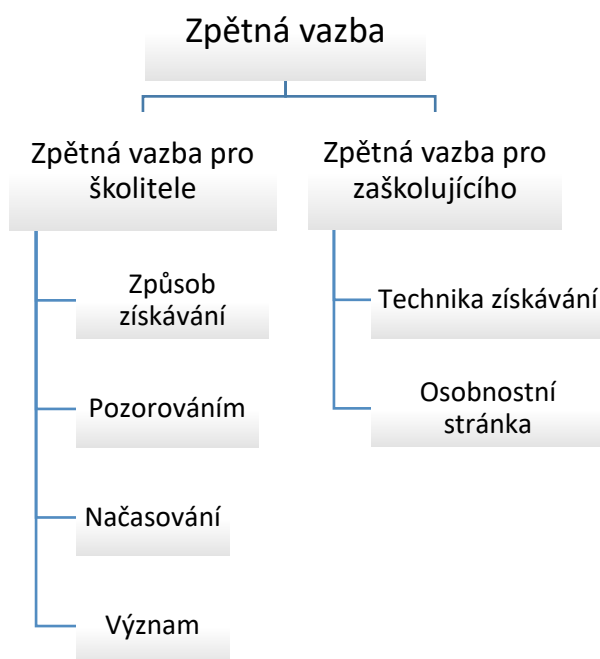 Zpětná vazba
Zpětná vazba pro
školitele
Způsob
získávání
Pozorováním
Načasování
Význam
Zpětná vazba pro
zaškolujícího
Technika získávání
Osobnostní
stránka